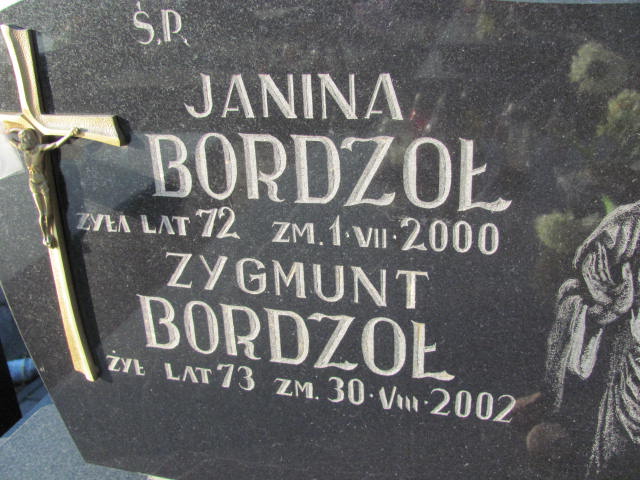 Ś.P.
JANINA
BORDZOŁ
ŻYŁA LAT 72 ZM. 1·VII·2000
ZYGMUNT
BORDZOŁ
ŻYŁ LAT 73 ZM. 30·VIII·2002